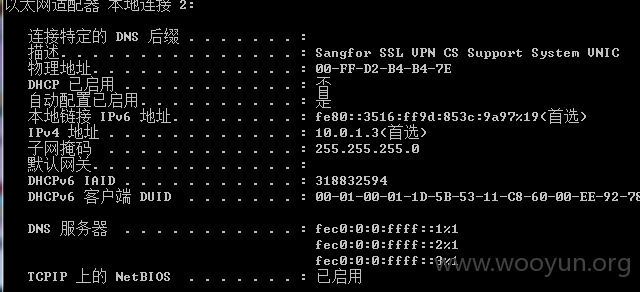 以太网适配器 本地连接 2:
连接特定的 DNS 后缀 . . . . . . . :
描述. . . . . . . . . . . . . . . : Sangfor SSL VPN CS Support System VNIC
物理地址. . . . . . . . . . . . . : 00-FF-D2-B4-B4-7E
DHCP 已启用 . . . . . . . . . . . : 否
自动配置已启用. . . . . . . . . . : 是
本地链接 IPv6 地址. . . . . . . . : fe80::3516:ff9d:853c:9a97%19(首选)
IPv4 地址 . . . . . . . . . . . . : 10.0.1.3(首选)
子网掩码  . . . . . . . . . . . . : 255.255.255.0
默认网关. . . . . . . . . . . . . :
DHCPv6 IAID . . . . . . . . . . . : 318832594
DHCPv6 客户端 DUID  . . . . . . . : 00-01-00-01-1D-5B-53-11-C8-60-00-EE-92-78
DNS 服务器  . . . . . . . . . . . : fec0:0:0:ffff::1%1
fec0:0:0:ffff::2%1
fec0:0:0:ffff::3%1
TCPIP 上的 NetBIOS  . . . . . . . : 已启用
www.wooyun.org